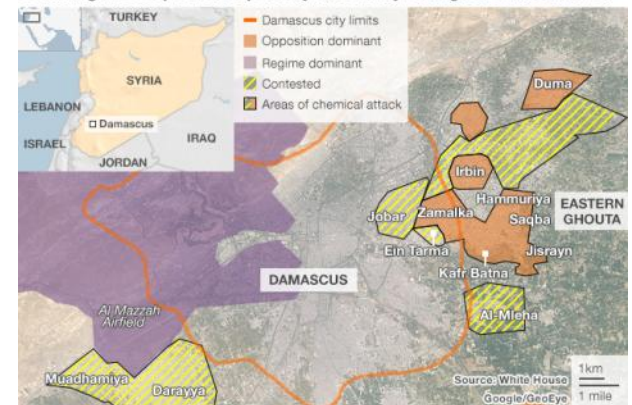 TURKEY
SYRIA
LEBANON
Damascus
ISRAEL
IRAQ
JORDAN
Damascus city limits
Opposition dominant
Regime dominant
Contested
Areas of chemical attack
Duma
Irbin
Hammuriya
EASTERN
GHOUTA
Jobar
Zamalka
Saqba
Ein Tarma
Jisrayn
Kafr Batna
DAMASCUS
Al Mazzah
Airfield
Al-Mleha
Muadhamiya
Darayya
Source: White House
Google/GeoEye
1km
1 mile